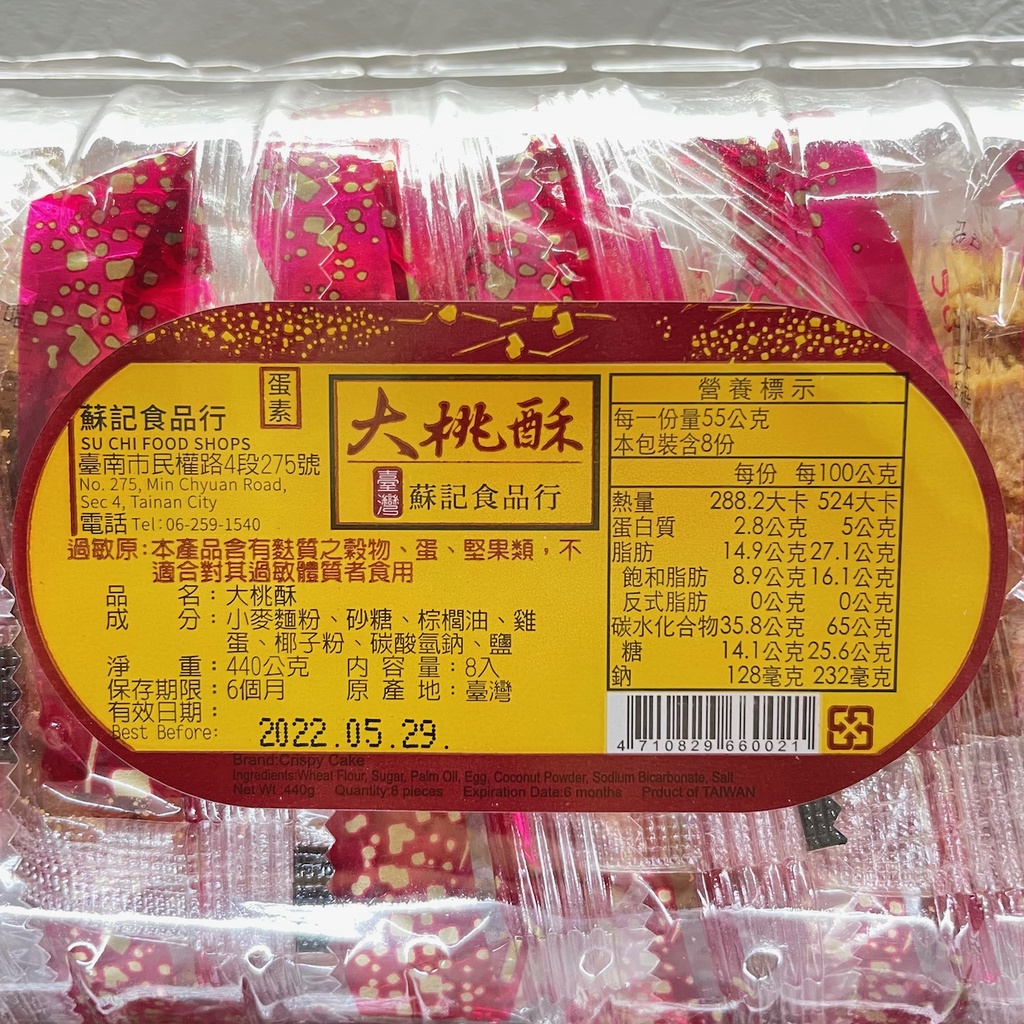 蛋素
蘇記食品行
SU CHI FOOD SHOPS
臺南市民權路4段275號
No. 275, Min Chyuan Road,
Sec 4, Tainan City
電話 Tel: 06-259-1540
大桃酥
臺灣
蘇記食品行
過敏原:本產品含有麩質之穀物、蛋、堅果類,不
適合對其過敏體質者食用
品名:大桃酥
成分:小麥麵粉、砂糖、棕櫚油、雞
蛋、椰子粉、碳酸氫鈉、鹽
淨重:440公克 內容量:8入
保存期限:6個月 原產地:臺灣
有效日期:
Best Before: 2022.05.29.
營養標示
每一份量55公克
本包裝含8份
每份 每100公克
熱量 288.2大卡 524大卡
蛋白質 2.8公克 5公克
脂肪 14.9公克 27.1公克
飽和脂肪 8.9公克 16.1公克
反式脂肪 0公克 0公克
碳水化合物 35.8公克 65公克
糖 14.1公克 25.6公克
鈉 128毫克 232毫克
4 710829 660021
Brand:Crispy Cake
Ingredients:Wheat Flour, Sugar, Palm Oil, Egg, Coconut Powder, Sodium Bicarbonate, Salt
Net Wt :440g Quantity:8 pieces Expiration Date:6 months Prduct of TAIWAN